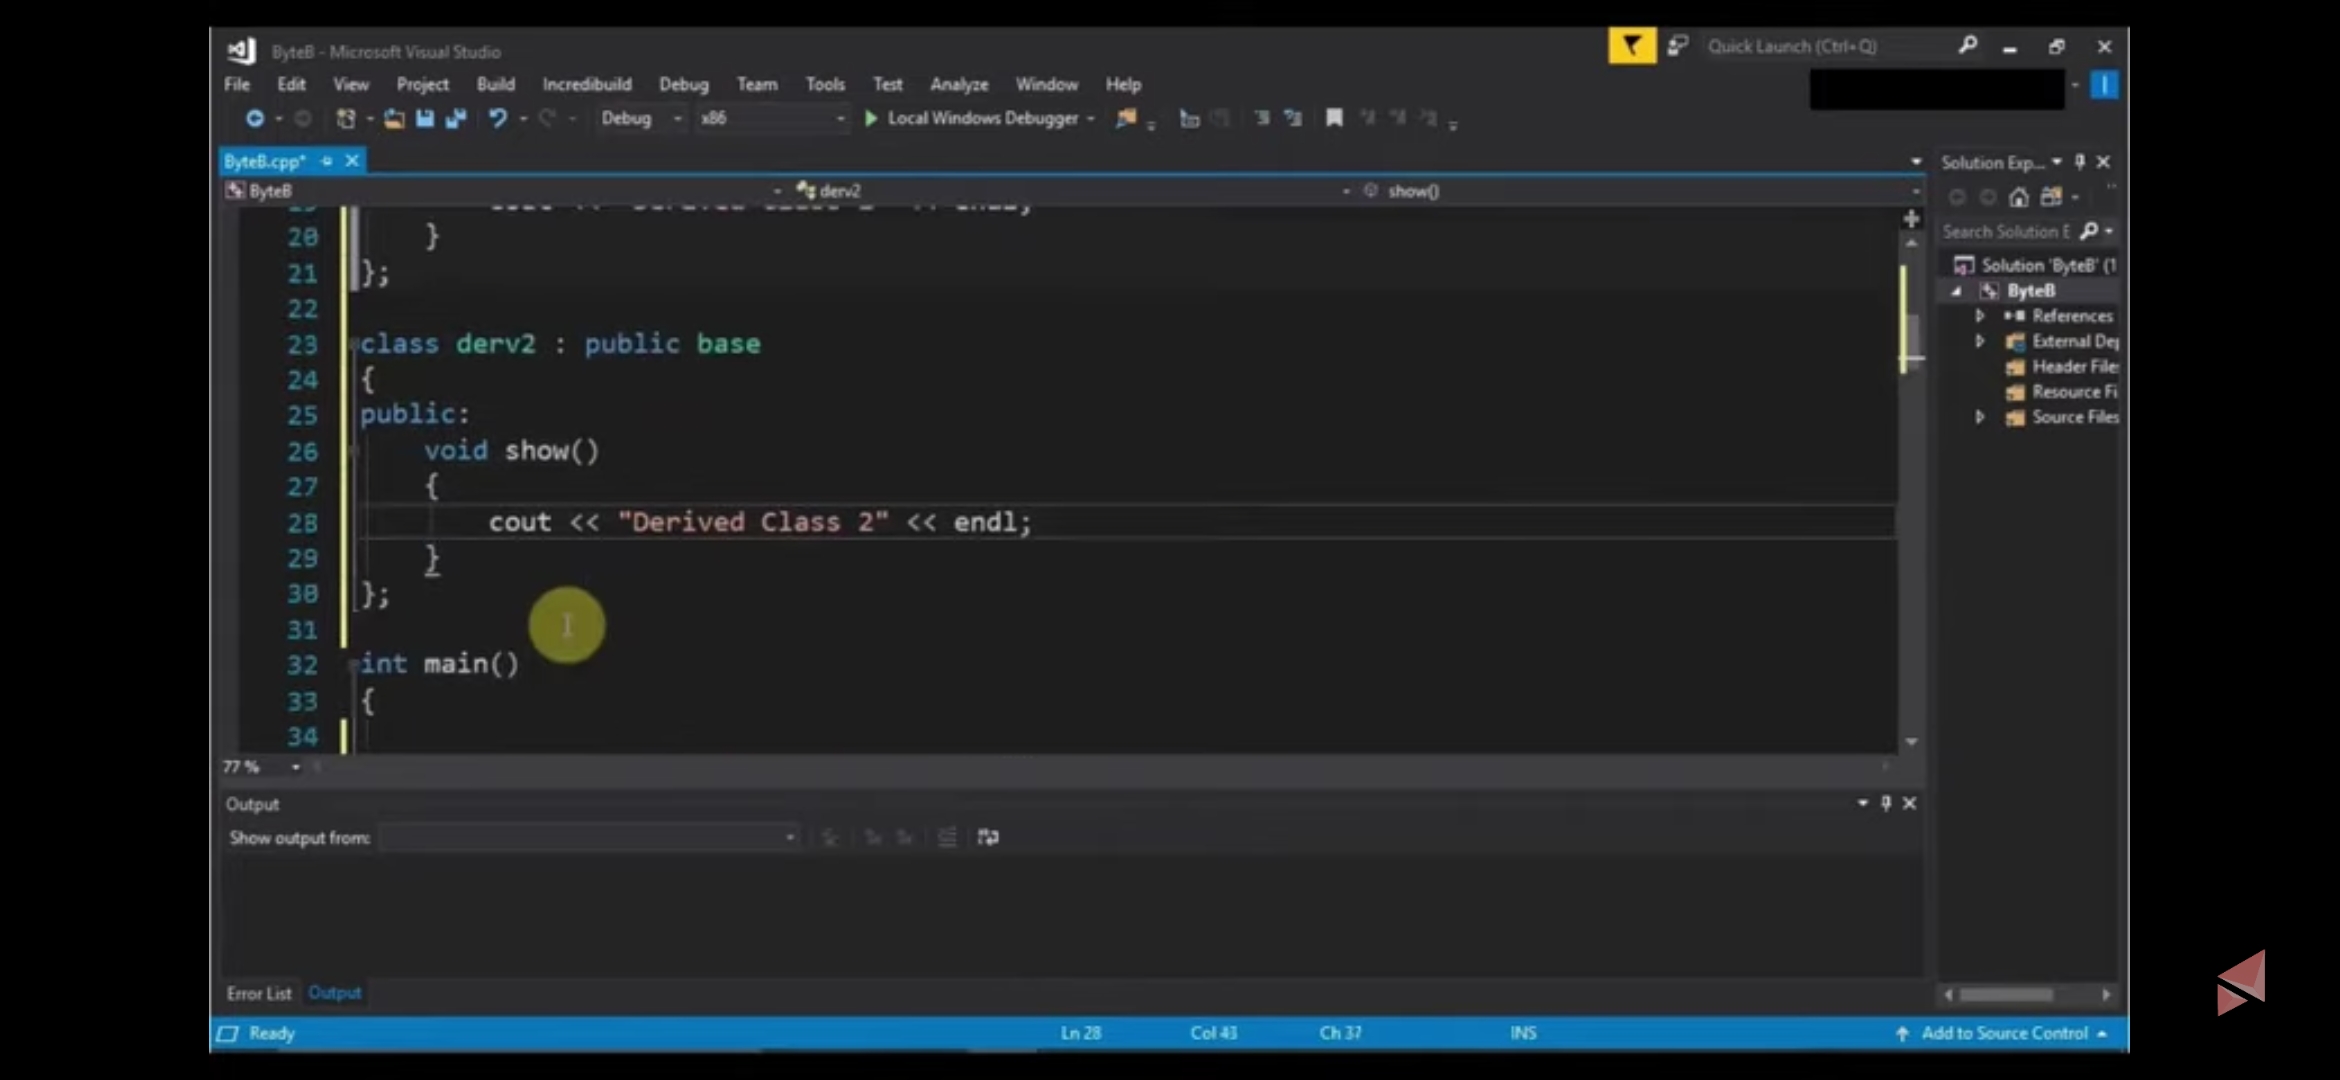 ByteB - Microsoft Visual Studio
Quick Launch (Ctrl+Q)
File Edit View Project Build Incredibuild Debug Team Tools Test Analyze Window Help
Debug x86 Local Windows Debugger
ByteB.cpp*
Solution Exp...
ByteB derv2 show()
20 }
21 };
22
23 class derv2 : public base
24 {
25 public:
26 void show()
27 {
28 cout << "Derived Class 2" << endl;
29 }
30 };
31
32 int main()
33 {
34
Search Solution E
Solution 'ByteB' (1
ByteB
References
External Dep
Header File
Resource Fi
Source Files
77 %
Output
Show output from:
Error List Output
Ready Ln 28 Col 43 Ch 37 INS Add to Source Control